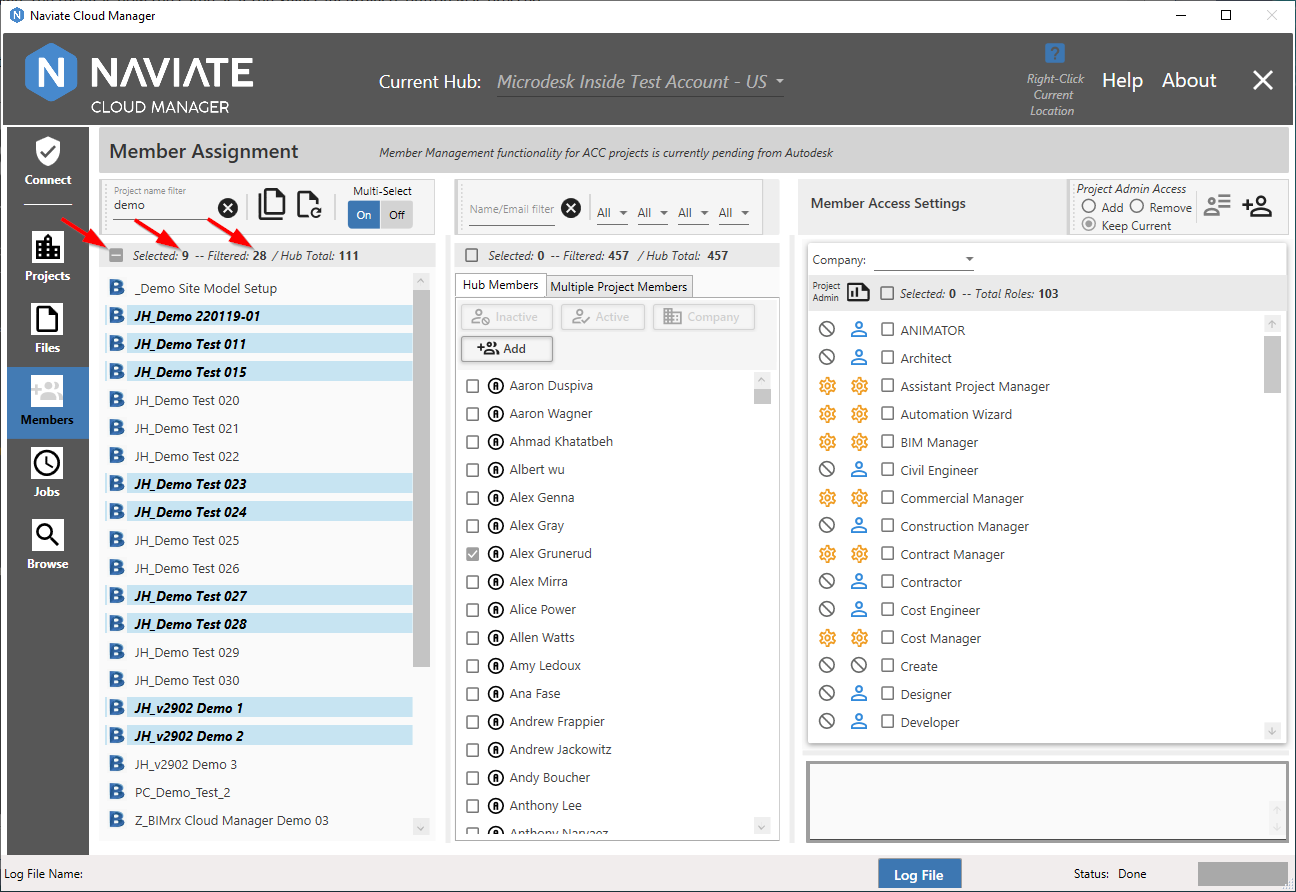 Naviate Cloud Manager
NAVIATE
CLOUD MANAGER
Current Hub: Microdesk Inside Test Account - US
?
Right-Click
Current
Location
Help About
Connect
Projects
Files
Members
Jobs
Browse
Member Assignment
Member Management functionality for ACC projects is currently pending from Autodesk
Project name filter
demo
Multi-Select
On Off
Selected: 9 -- Filtered: 28 / Hub Total: 111
_Demo Site Model Setup
JH_Demo 220119-01
JH_Demo Test 011
JH_Demo Test 015
JH_Demo Test 020
JH_Demo Test 021
JH_Demo Test 022
JH_Demo Test 023
JH_Demo Test 024
JH_Demo Test 025
JH_Demo Test 026
JH_Demo Test 027
JH_Demo Test 028
JH_Demo Test 029
JH_Demo Test 030
JH_v2902 Demo 1
JH_v2902 Demo 2
JH_v2902 Demo 3
PC_Demo_Test_2
Z_BIMrx Cloud Manager Demo 03
Name/Email filter
All All All All
Selected: 0 -- Filtered: 457 / Hub Total: 457
Hub Members Multiple Project Members
Inactive Active Company
Add
Aaron Duspiva
Aaron Wagner
Ahmad Khatatbeh
Albert wu
Alex Genna
Alex Gray
Alex Grunerud
Alex Mirra
Alice Power
Allen Watts
Amy Ledoux
Ana Fase
Andrew Frappier
Andrew Jackowitz
Andy Boucher
Anthony Lee
Anthony Narvaez
Member Access Settings
Project Admin Access
Add Remove
Keep Current
Company:
Project
Admin
Selected: 0 -- Total Roles: 103
ANIMATOR
Architect
Assistant Project Manager
Automation Wizard
BIM Manager
Civil Engineer
Commercial Manager
Construction Manager
Contract Manager
Contractor
Cost Engineer
Cost Manager
Create
Designer
Developer
Log File Name:
Log File
Status: Done